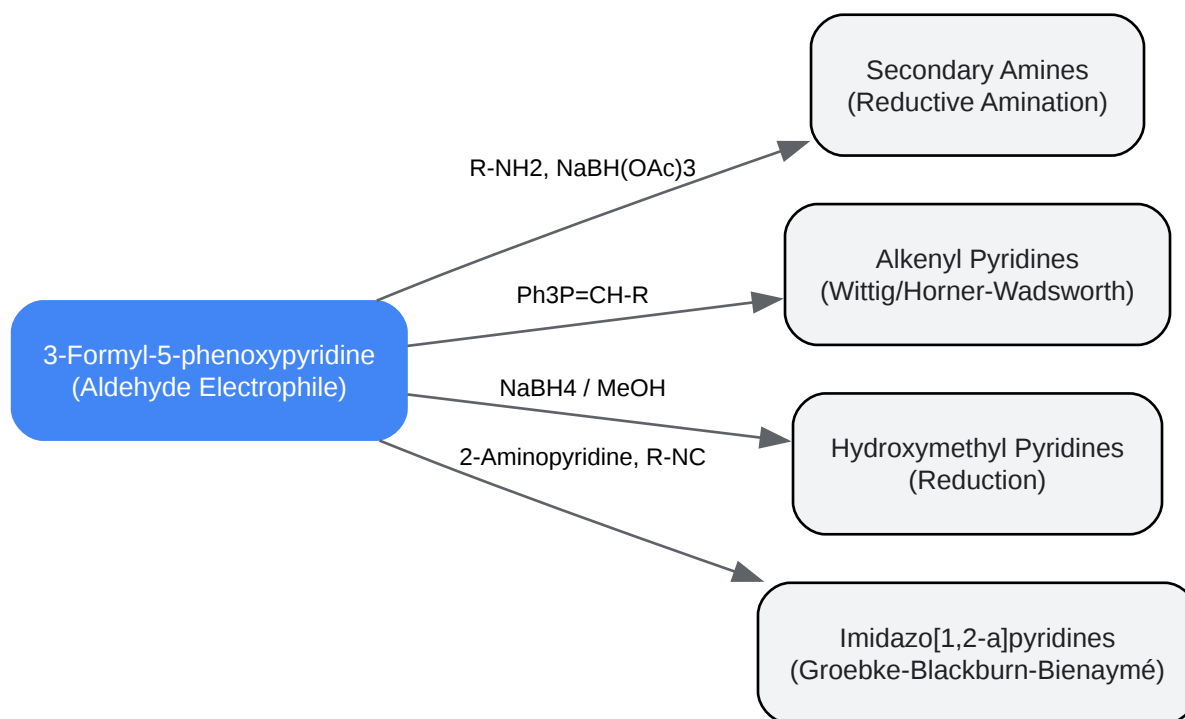 Secondary Amines
(Reductive Amination)
R-NH2, NaBH(OAc)3
Alkenyl Pyridines
(Wittig/Horner-Wadsworth)
Ph3P=CH-R
3-Formyl-5-phenoxypyridine
(Aldehyde Electrophile)
NaBH4 / MeOH
Hydroxymethyl Pyridines
(Reduction)
2-Aminopyridine, R-NC
Imidazo[1,2-a]pyridines
(Groebke-Blackburn-Bienaymé)